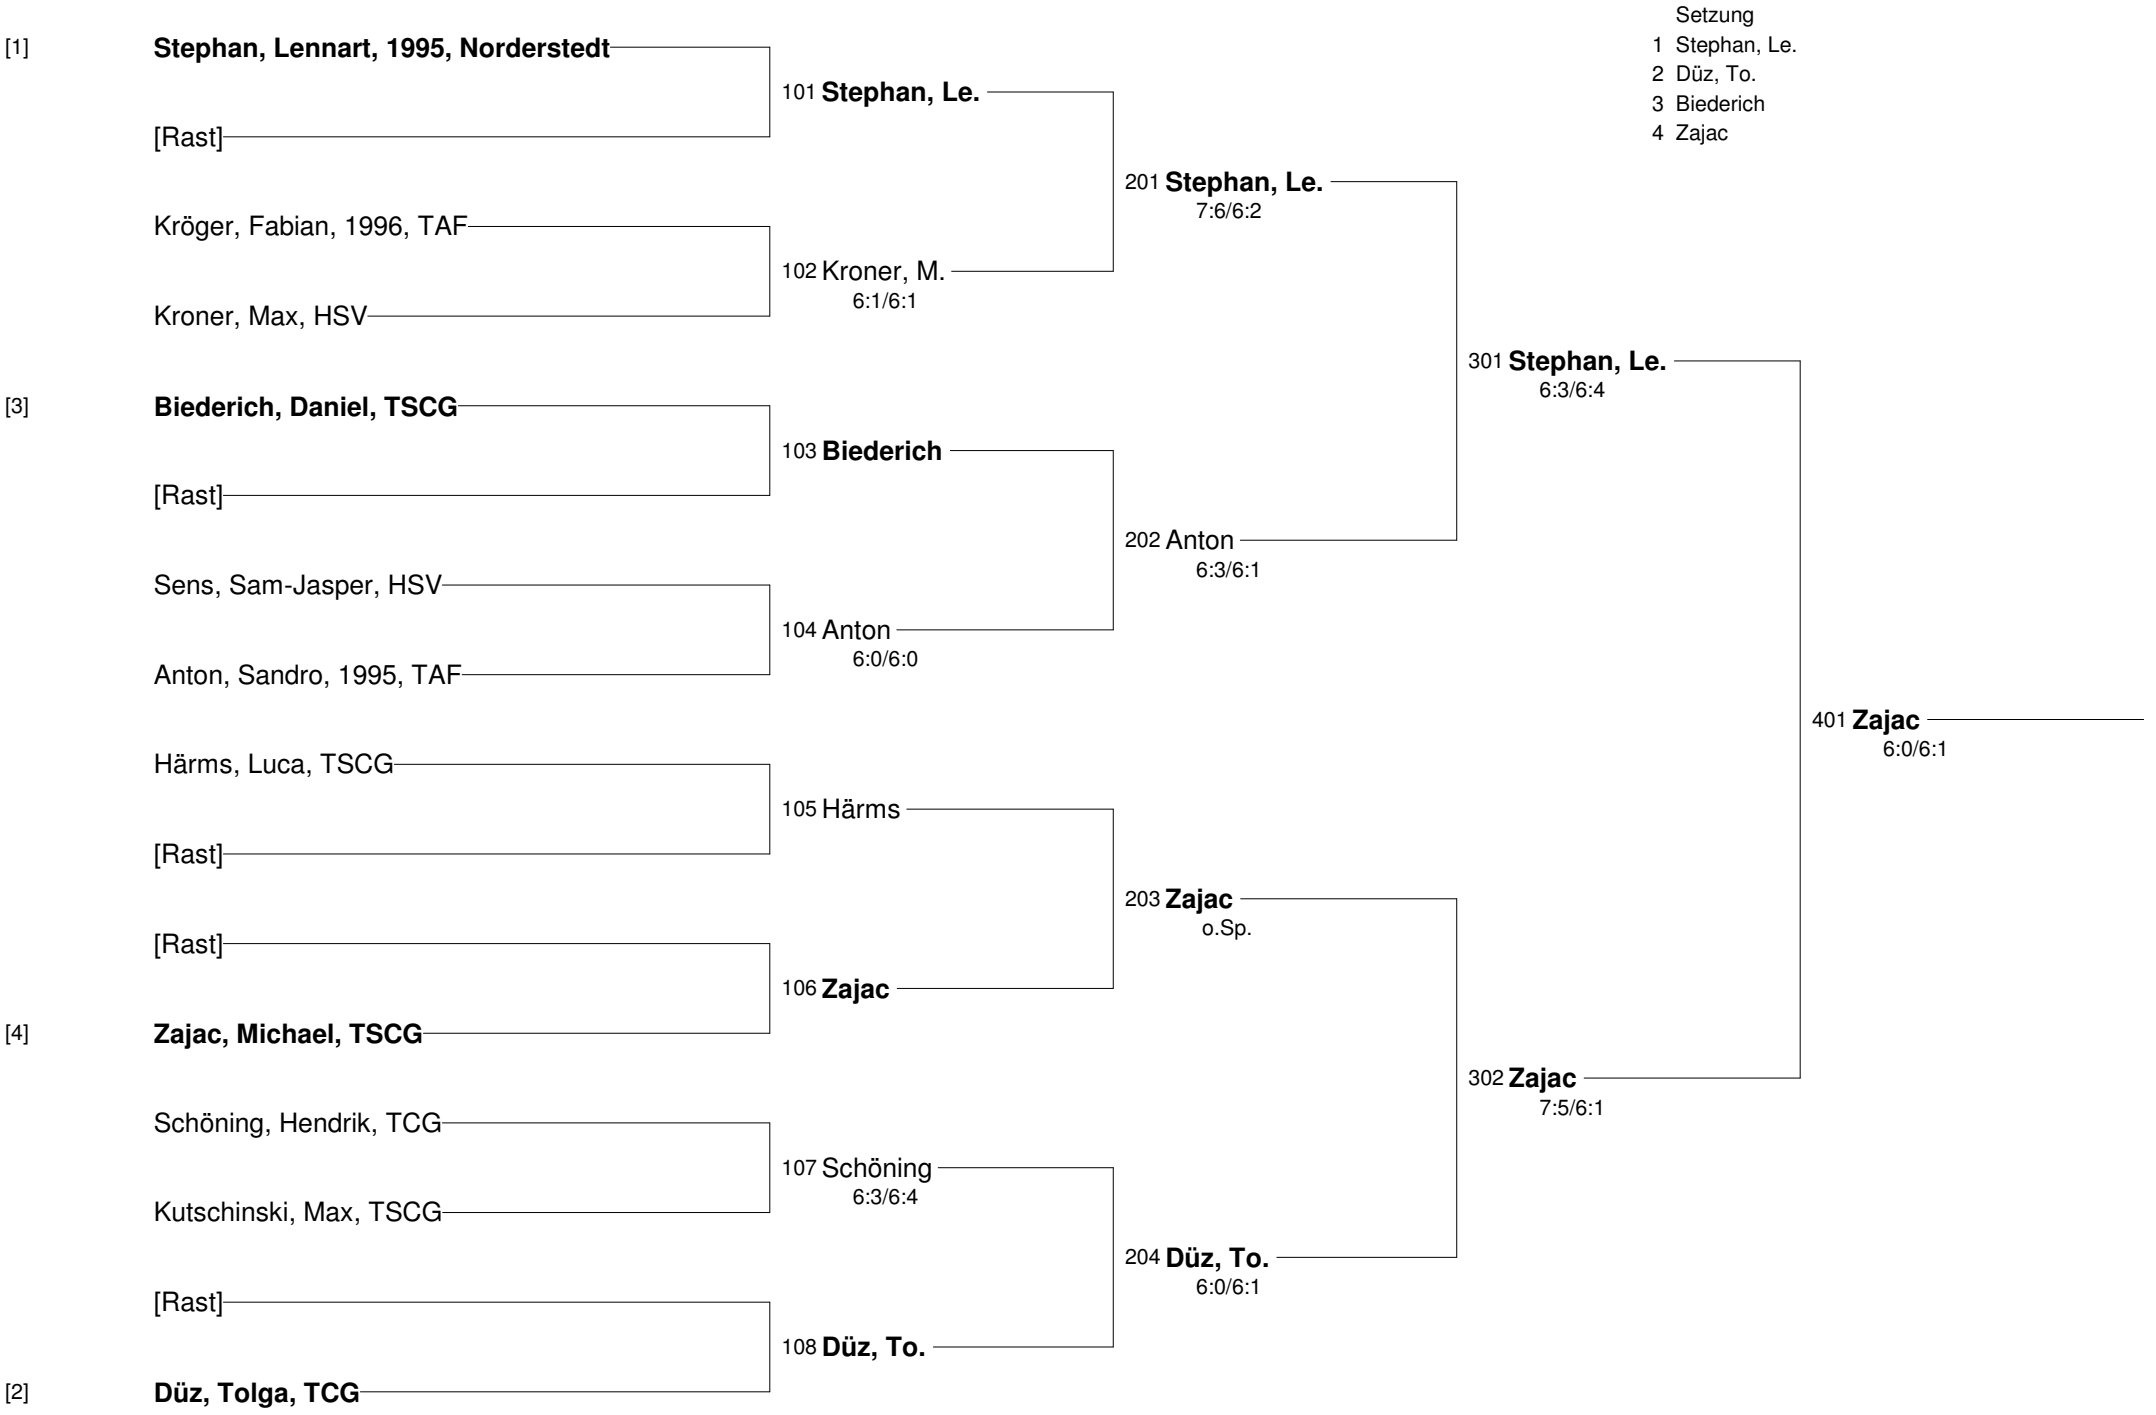 Setzung
1 Stephan, Le.
2 Düz, To.
3 Biederich
4 Zajac
[1] Stephan, Lennart, 1995, Norderstedt
101 Stephan, Le.
[Rast]
201 Stephan, Le.
7:6/6:2
Kröger, Fabian, 1996, TAF
102 Kroner, M.
6:1/6:1
Kroner, Max, HSV
301 Stephan, Le.
6:3/6:4
[3] Biederich, Daniel, TSCG
103 Biederich
[Rast]
202 Anton
6:3/6:1
Sens, Sam-Jasper, HSV
104 Anton
6:0/6:0
Anton, Sandro, 1995, TAF
401 Zajac
6:0/6:1
Härms, Luca, TSCG
105 Härms
[Rast]
203 Zajac
o.Sp.
[Rast]
106 Zajac
[4] Zajac, Michael, TSCG
302 Zajac
7:5/6:1
Schöning, Hendrik, TCG
107 Schöning
6:3/6:4
Kutschinski, Max, TSCG
204 Düz, To.
6:0/6:1
[Rast]
108 Düz, To.
[2] Düz, Tolga, TCG